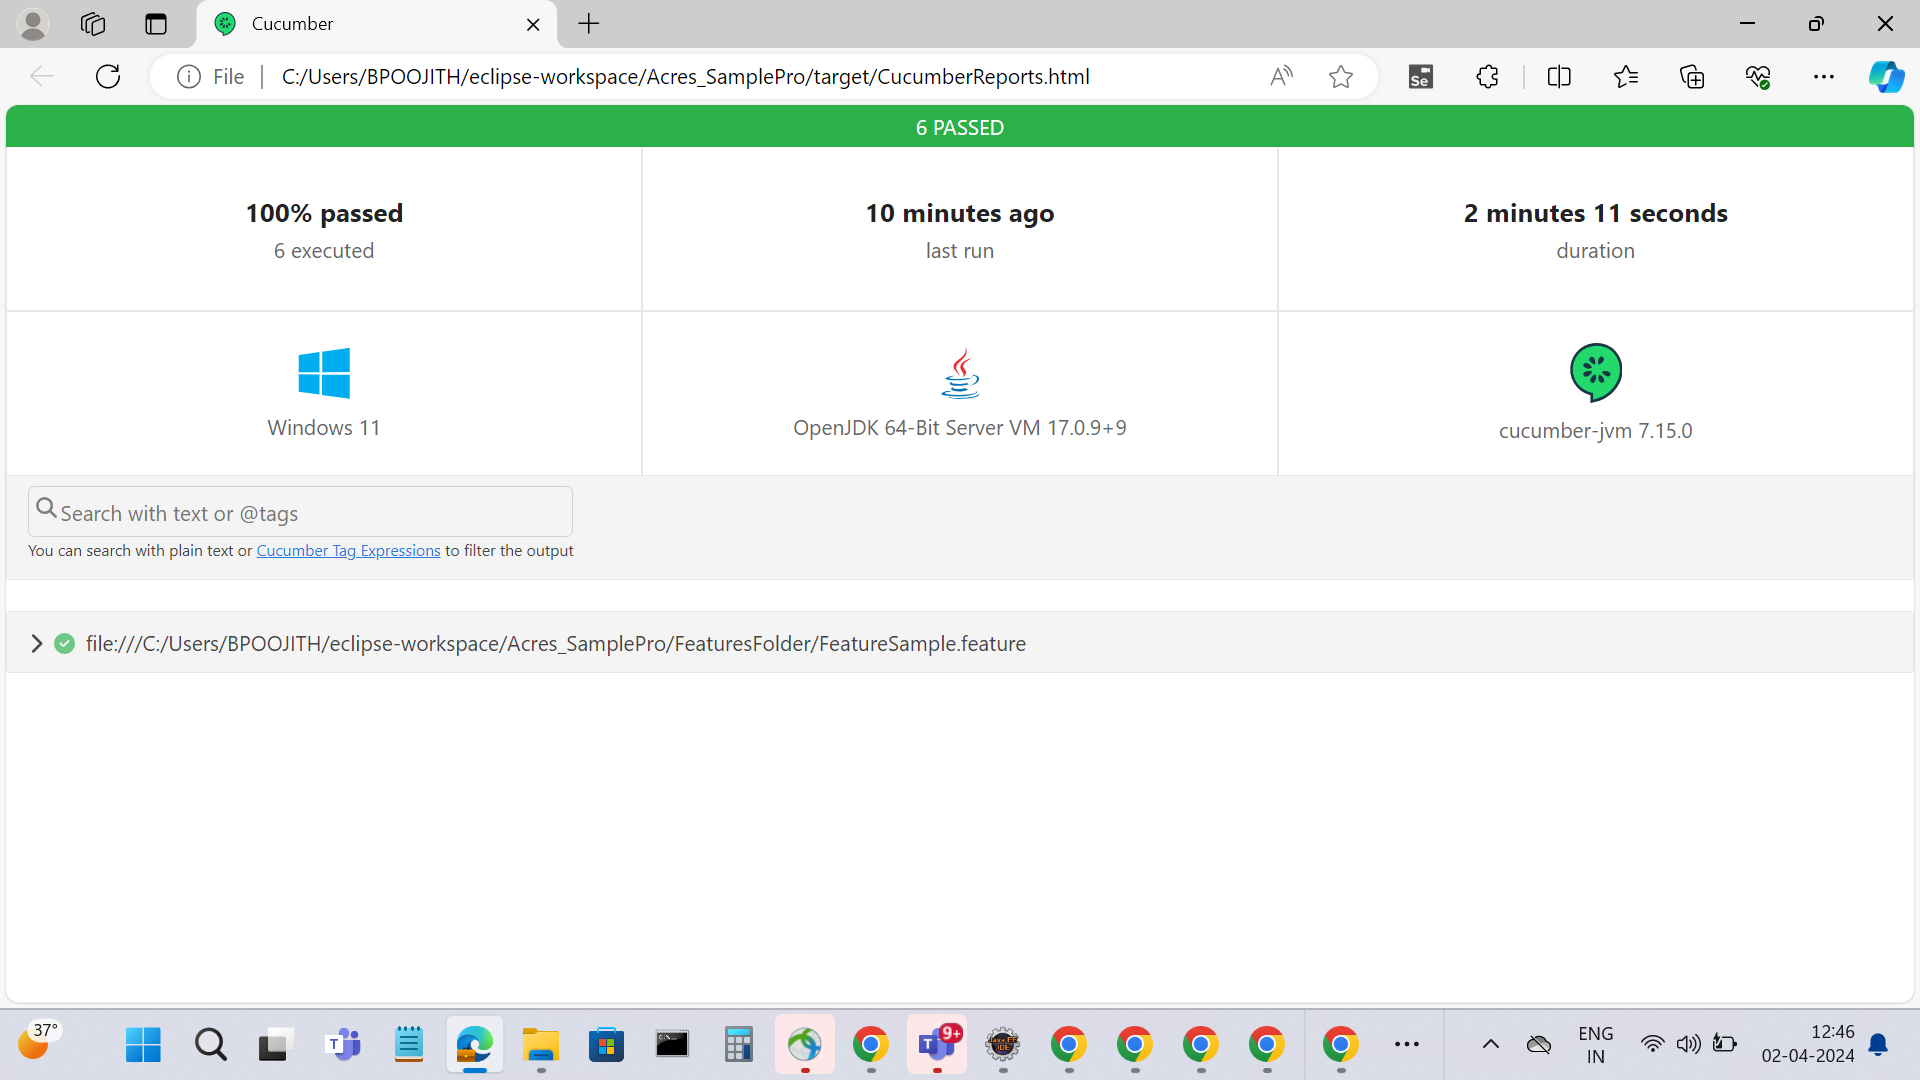 Cucumber
File
C:/Users/BPOOJITH/eclipse-workspace/Acres_SamplePro/target/CucumberReports.html
6 PASSED
100% passed
6 executed
10 minutes ago
last run
2 minutes 11 seconds
duration
Windows 11
OpenJDK 64-Bit Server VM 17.0.9+9
cucumber-jvm 7.15.0
Search with text or @tags
You can search with plain text or Cucumber Tag Expressions to filter the output
file:///C:/Users/BPOOJITH/eclipse-workspace/Acres_SamplePro/FeaturesFolder/FeatureSample.feature
37°
9+
ENG
IN
12:46
02-04-2024